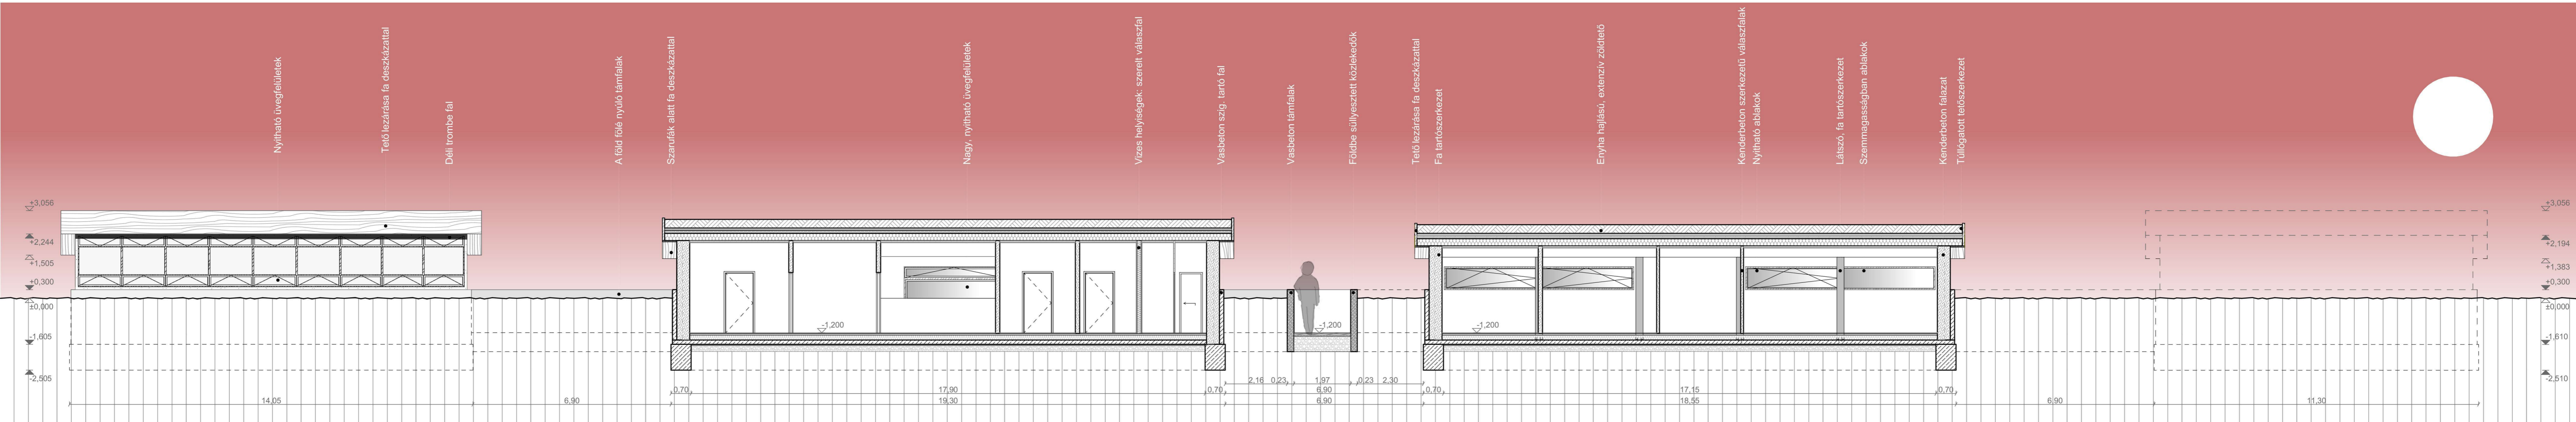 Nyitható üvegfelületek
Tető lezárása fa deszkázattal
Déli trombe fal
A föld fölé nyúló támfalak
Szarufák alatt fa deszkázattal
Nagy, nyitható üvegfelületek
Vizes helyiségek: szerelt válaszfal
Vasbeton szig. tartó fal
Vasbeton támfalak
Földbe süllyesztett közlekedők
Tető lezárása fa deszkázattal
Fa tartószerkezet
Enyha hajlású, extenzív zöldtető
Kenderbeton szerkezetű válaszfalak
Nyitható ablakok
Látszó, fa tartószerkezet
Szemmagasságban ablakok
Kenderbeton falazat
Túllógatott tetőszerkezet
+3,056
+2,244
+1,505
+0,300
±0,000
-1,605
-2,505
-1,200
-1,200
-1,200
+3,056
+2,194
+1,383
+0,300
±0,000
-1,610
-2,510
2,16 0,23 1,97 0,23 2,30
0,70 17,90 0,70 6,90 0,70 17,15 0,70
14,05 6,90 19,30 6,90 18,55 6,90 11,30